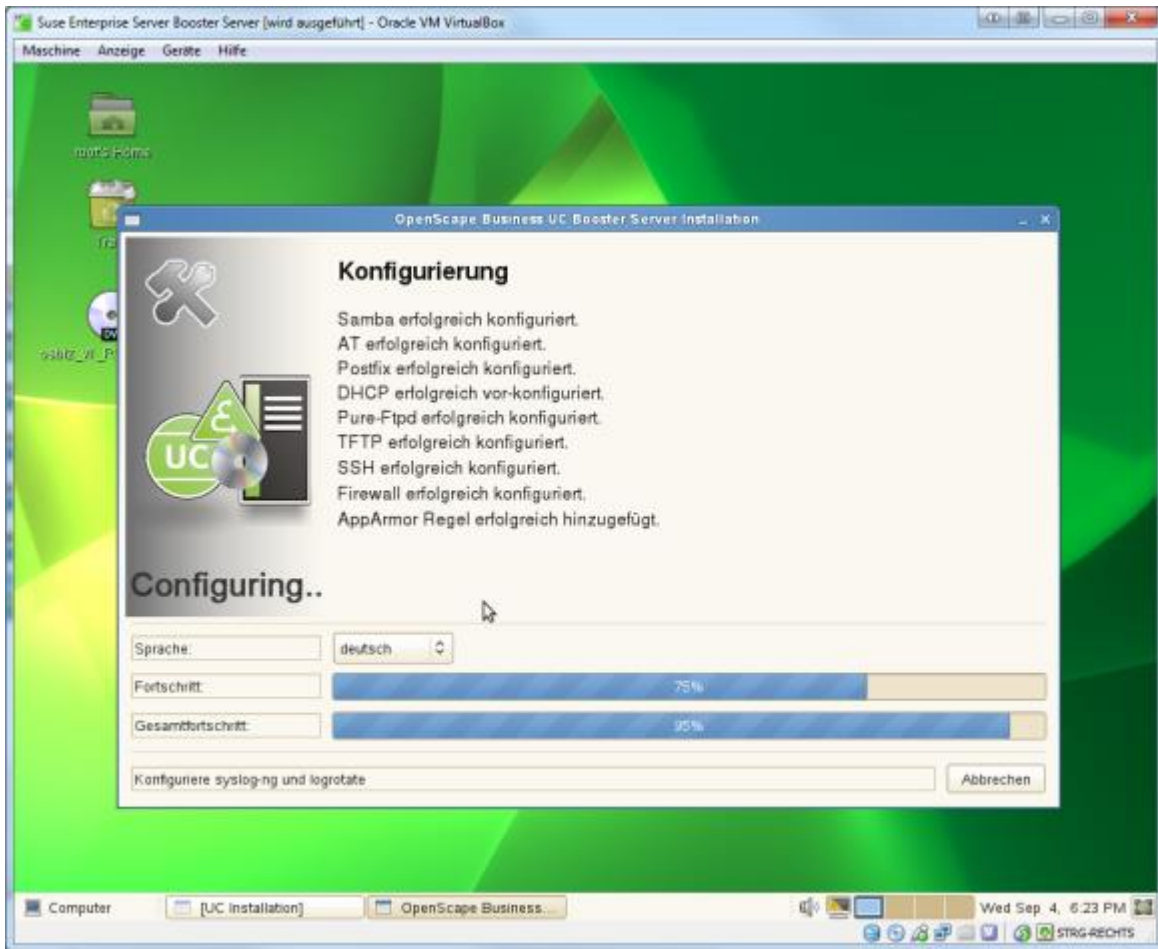 Suse Enterprise Server Booster Server [wird ausgeführt] - Oracle VM VirtualBox
Maschine Anzeige Geräte Hilfe
root's Home
OpenScape Business UC Booster Server Installation
Konfigurierung
Samba erfolgreich konfiguriert.
AT erfolgreich konfiguriert.
Postfix erfolgreich konfiguriert.
DHCP erfolgreich vor-konfiguriert.
Pure-Ftpd erfolgreich konfiguriert.
TFTP erfolgreich konfiguriert.
SSH erfolgreich konfiguriert.
Firewall erfolgreich konfiguriert.
AppArmor Regel erfolgreich hinzugefügt.
UC
Configuring..
Sprache: deutsch
Fortschritt: 75%
Gesamtfortschritt: 95%
Konfiguriere syslog-ng und logrotate Abbrechen
Computer [UC Installation] OpenScape Business... Wed Sep 4, 6:23 PM
STRG-RECHTS